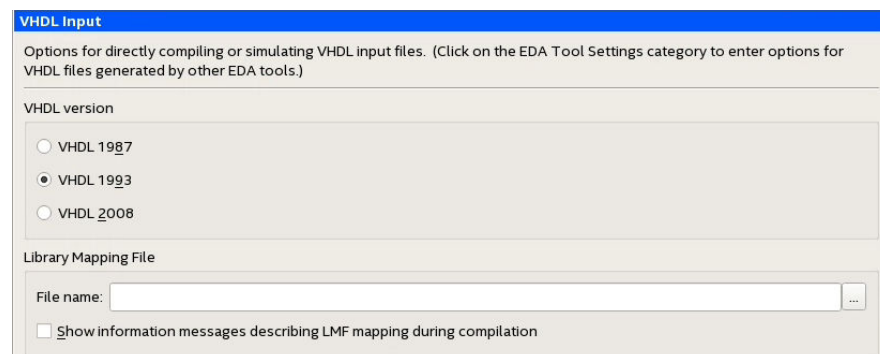 VHDL Input
Options for directly compiling or simulating VHDL input files. (Click on the EDA Tool Settings category to enter options for
VHDL files generated by other EDA tools.)
VHDL version
VHDL 1987
VHDL 1993
VHDL 2008
Library Mapping File
File name:
...
Show information messages describing LMF mapping during compilation